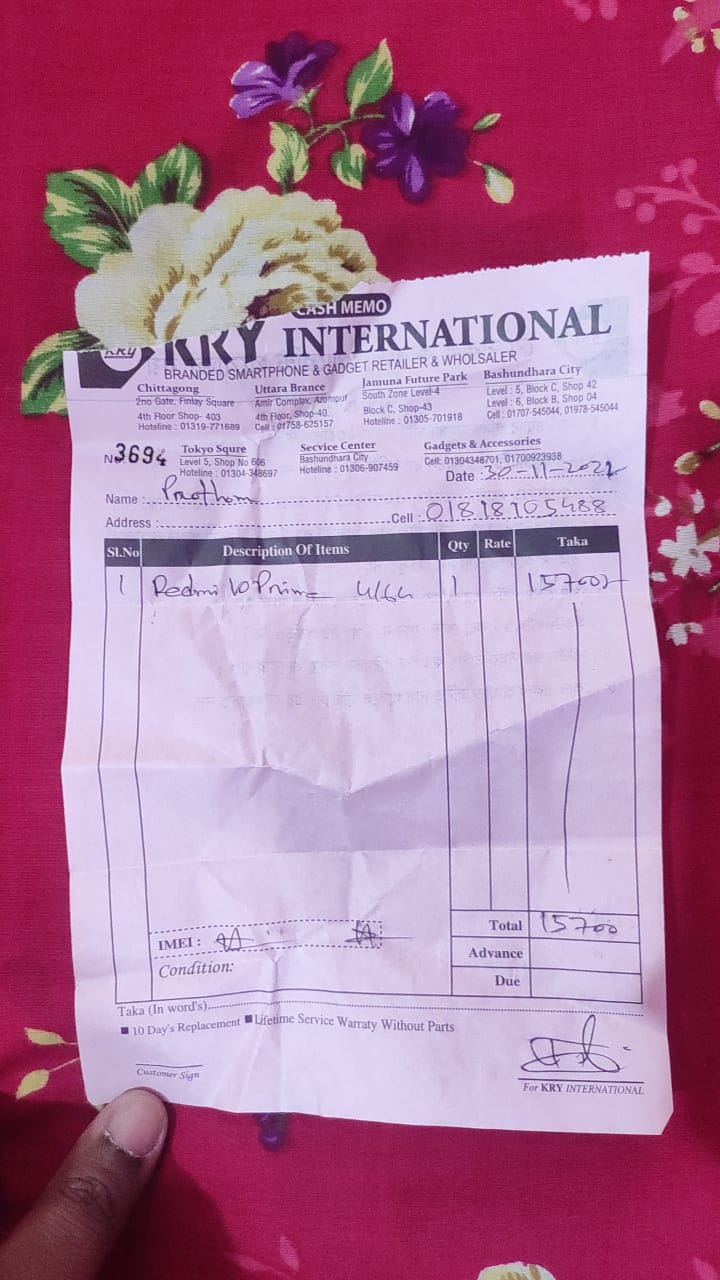 CASH MEMO
KRY
KRY INTERNATIONAL
BRANDED SMARTPHONE & GADGET RETAILER & WHOLSALER
Chittagong
2no Gate, Finlay Square
4th Floor Shop- 403
Hoteline : 01319-771689
Uttara Brance
Amir Complex, Azompur
4th Floor, Shop-40.
Cell : 01758-625157
Jamuna Future Park
South Zone Level-4
Block C, Shop-43
Hoteline : 01305-701918
Bashundhara City
Level : 5, Block C, Shop 42
Level : 6, Block B, Shop 04
Cell : 01707-545044, 01978-545044
No. 3694
Tokyo Squre
Level 5, Shop No 606
Hoteline : 01304-348697
Service Center
Bashundhara City
Hoteline : 01306-907459
Gadgets & Accessories
Cell: 01304348701, 01700923938
Date : 30-11-2022
Name : Prothom
Address : Cell : 01818105488
Sl.No Description Of Items Qty Rate Taka
1 Redmi 10 Prime 4/64 1 15700/-
Total 15700
IMEI :
Advance
Condition:
Due
Taka (In word's)
■ 10 Day's Replacement ■ Lifetime Service Warraty Without Parts
Customer Sign
For KRY INTERNATIONAL